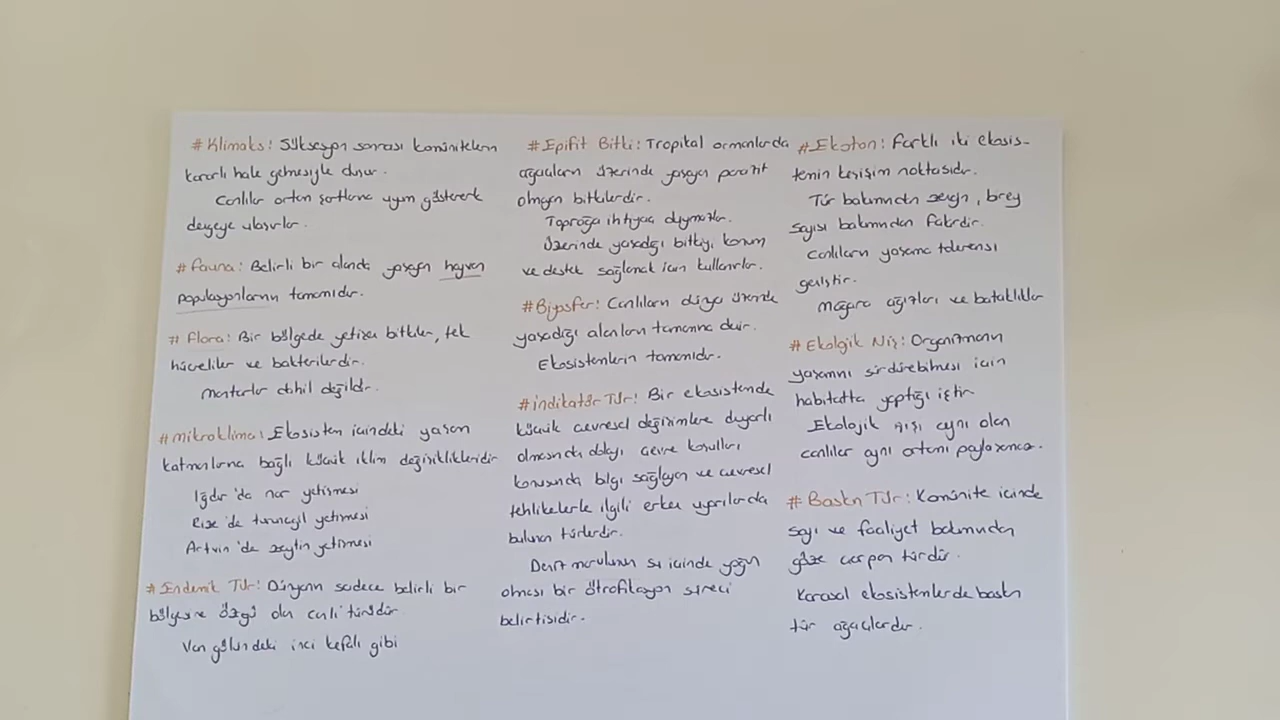 #Klimaks: Süksesyon sonrası komünitelerin
kararlı hale gelmesiyle oluşur.
Canlılar ortam şartlarına uyum göstererek
dengeye ulaşırlar.
#Fauna: Belirli bir alanda yaşayan hayvan
populasyonlarının tamamıdır.
#Flora: Bir bölgede yetişen bitkiler, tek
hücreliler ve bakterilerdir.
Mantarlar dahil değildir.
#Mikroklima: Ekosistem içindeki yaşam
katmanlarına bağlı küçük iklim değişiklikleridir
Iğdır'da nar yetişmesi
Rize'de turunçgil yetişmesi
Artvin'de zeytin yetişmesi
#Endemik Tür: Dünyanın sadece belirli bir
bölgesine özgü olan canlı türüdür
Van gölündeki inci kefali gibi
#Epifit Bitki: Tropikal ormanlarda
ağaçların üzerinde yaşayan parazit
olmayan bitkilerdir.
Toprağa ihtiyaç duymazlar.
Üzerinde yaşadığı bitkiyi, konum
ve destek sağlamak için kullanırlar.
#Biyosfer: Canlıların dünya üzerinde
yaşadığı alanların tamamına denir.
Ekosistemlerin tamamıdır.
#İndikatör Tür: Bir ekosistemde
küçük çevresel değişimlere duyarlı
olmasından dolayı çevre koşulları
konusunda bilgi sağlayan ve çevresel
tehlikelerle ilgili erken uyarılarda
bulunan türlerdir.
Deniz marulunun su içinde yoğun
olması bir ötrofikasyon süreci
belirtisidir.
#Ekoton: Farklı iki ekosis-
temin kesişim noktasıdır.
Tür bakımından zengin, birey
sayısı bakımından fakirdir.
Canlıların yaşama toleransı
geniştir.
Mağara ağızları ve bataklıklar
#Ekolojik Niş: Organizmanın
yaşamını sürdürebilmesi için
habitatta yaptığı iştir
Ekolojik nişi aynı olan
canlılar aynı ortamı paylaşamaz.
#Baskın Tür: Komünite içinde
sayı ve faaliyet bakımından
göze çarpan türdür.
Karasal ekosistemlerde baskın
tür ağaçlardır.